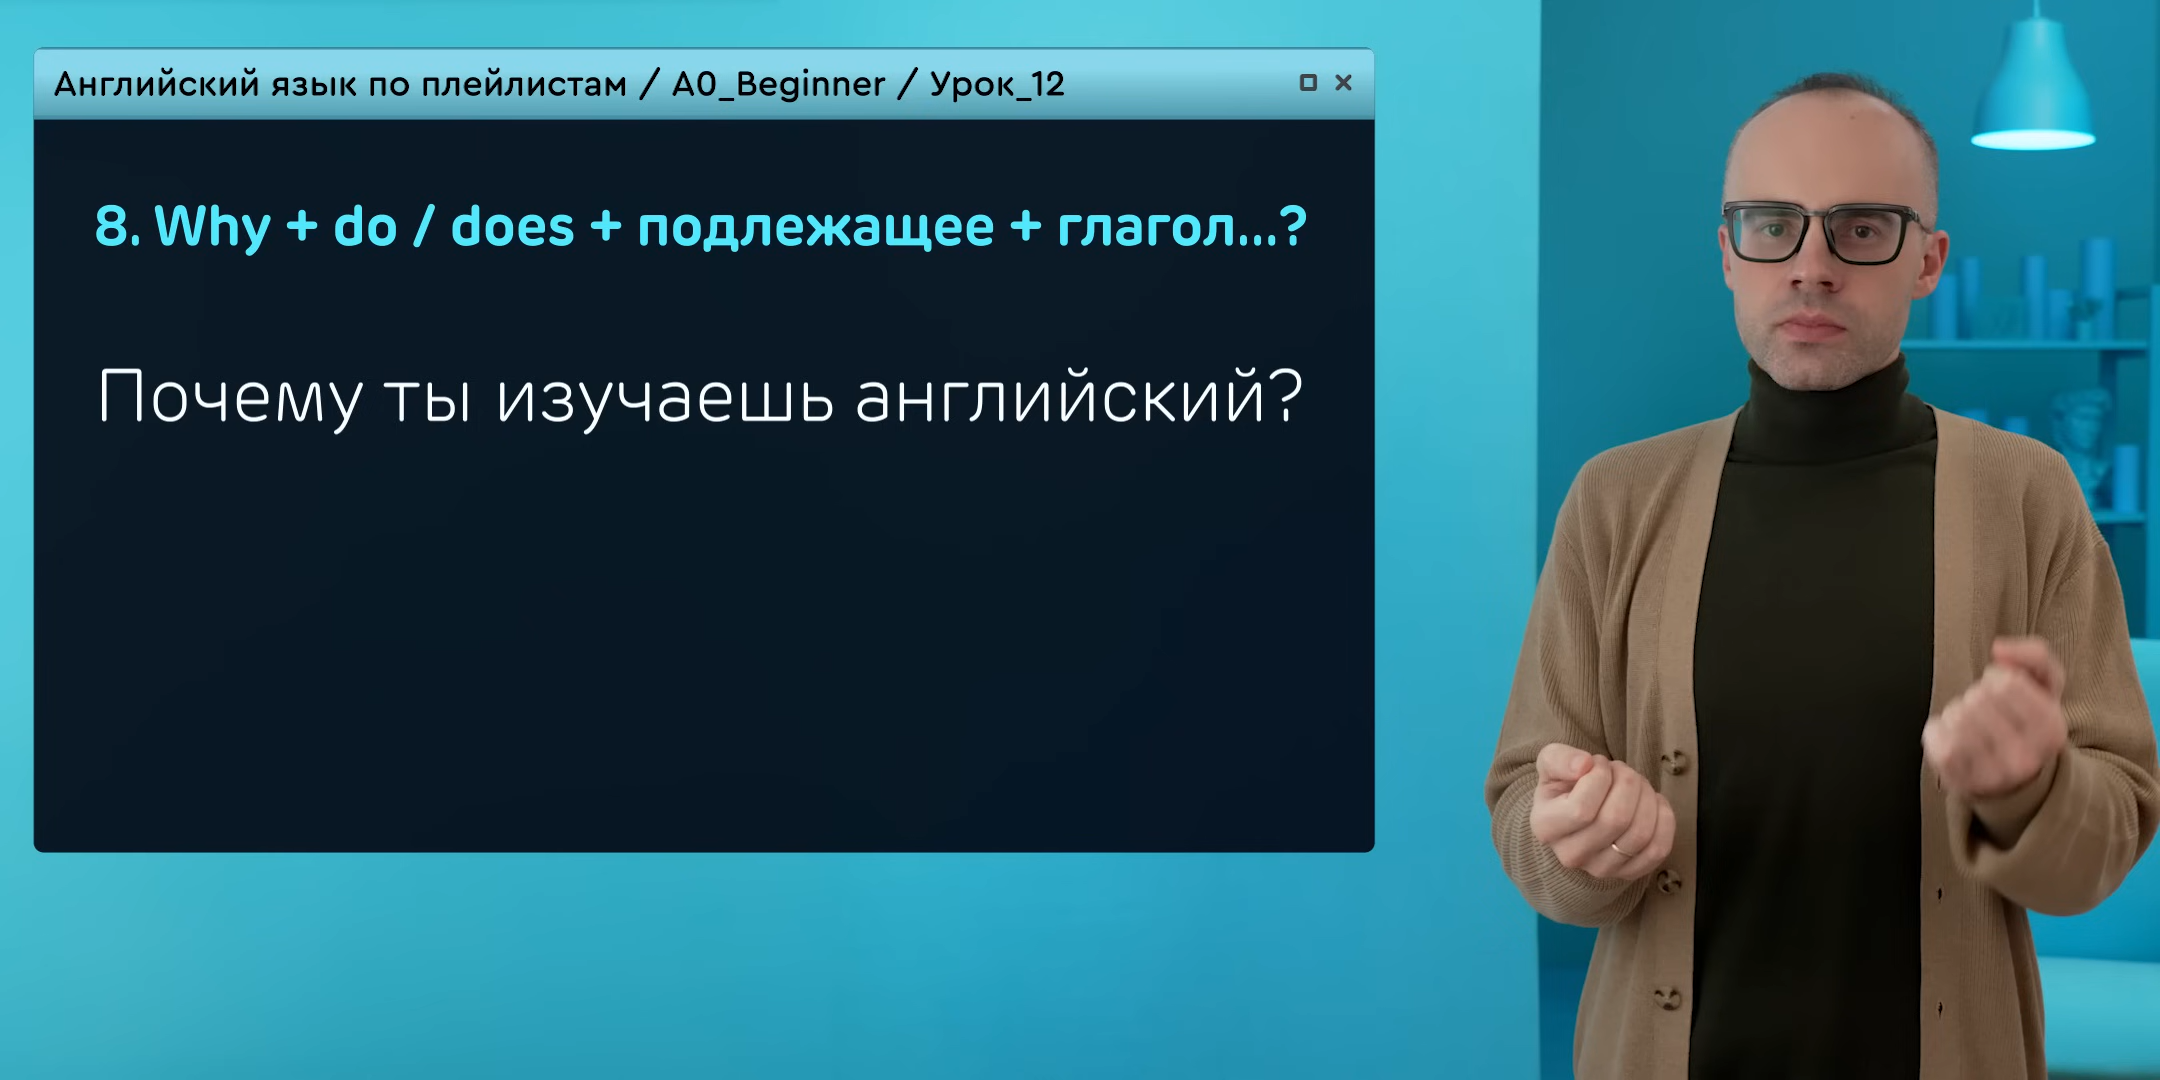 Английский язык по плейлистам / A0_Beginner / Урок_12
8. Why + do / does + подлежащее + глагол...?
Почему ты изучаешь английский?